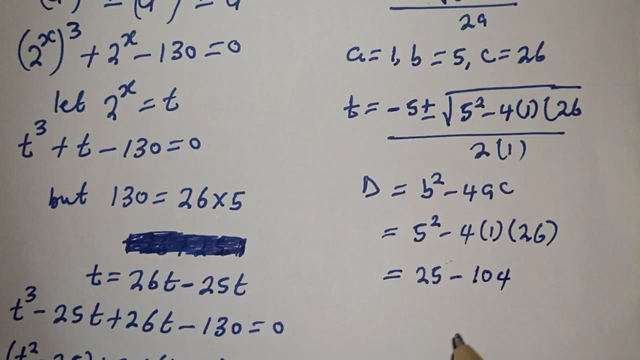 (2^x)^3 + 2^x - 130 = 0
let 2^x = t
t^3 + t - 130 = 0
but 130 = 26 × 5
t = 26t - 25t
t^3 - 25t + 26t - 130 = 0
2a
a = 1, b = 5, c = 26
t = -5 ± √5^2 - 4(1)(26
2(1)
D = b^2 - 4ac
= 5^2 - 4(1)(26)
= 25 - 104